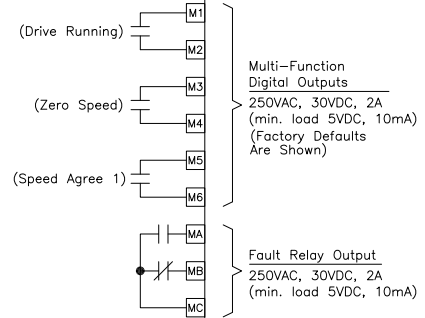 M1
(Drive Running)
M2
M3
(Zero Speed)
M4
M5
(Speed Agree 1)
M6
Multi-Function
Digital Outputs
250VAC, 30VDC, 2A
(min. load 5VDC, 10mA)
(Factory Defaults
Are Shown)
MA
MB
MC
Fault Relay Output
250VAC, 30VDC, 2A
(min. load 5VDC, 10mA)